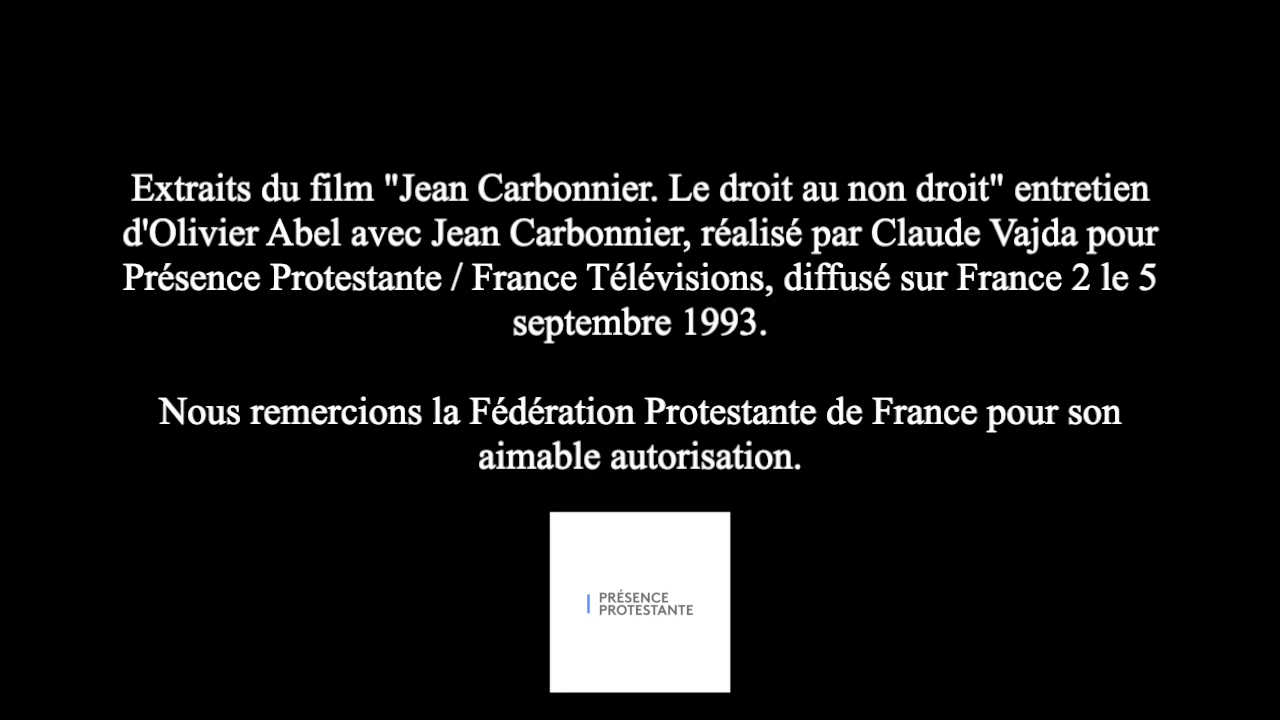 Extraits du film "Jean Carbonnier. Le droit au non droit" entretien
d'Olivier Abel avec Jean Carbonnier, réalisé par Claude Vajda pour
Présence Protestante / France Télévisions, diffusé sur France 2 le 5
septembre 1993.
Nous remercions la Fédération Protestante de France pour son
aimable autorisation.
PRÉSENCE
PROTESTANTE